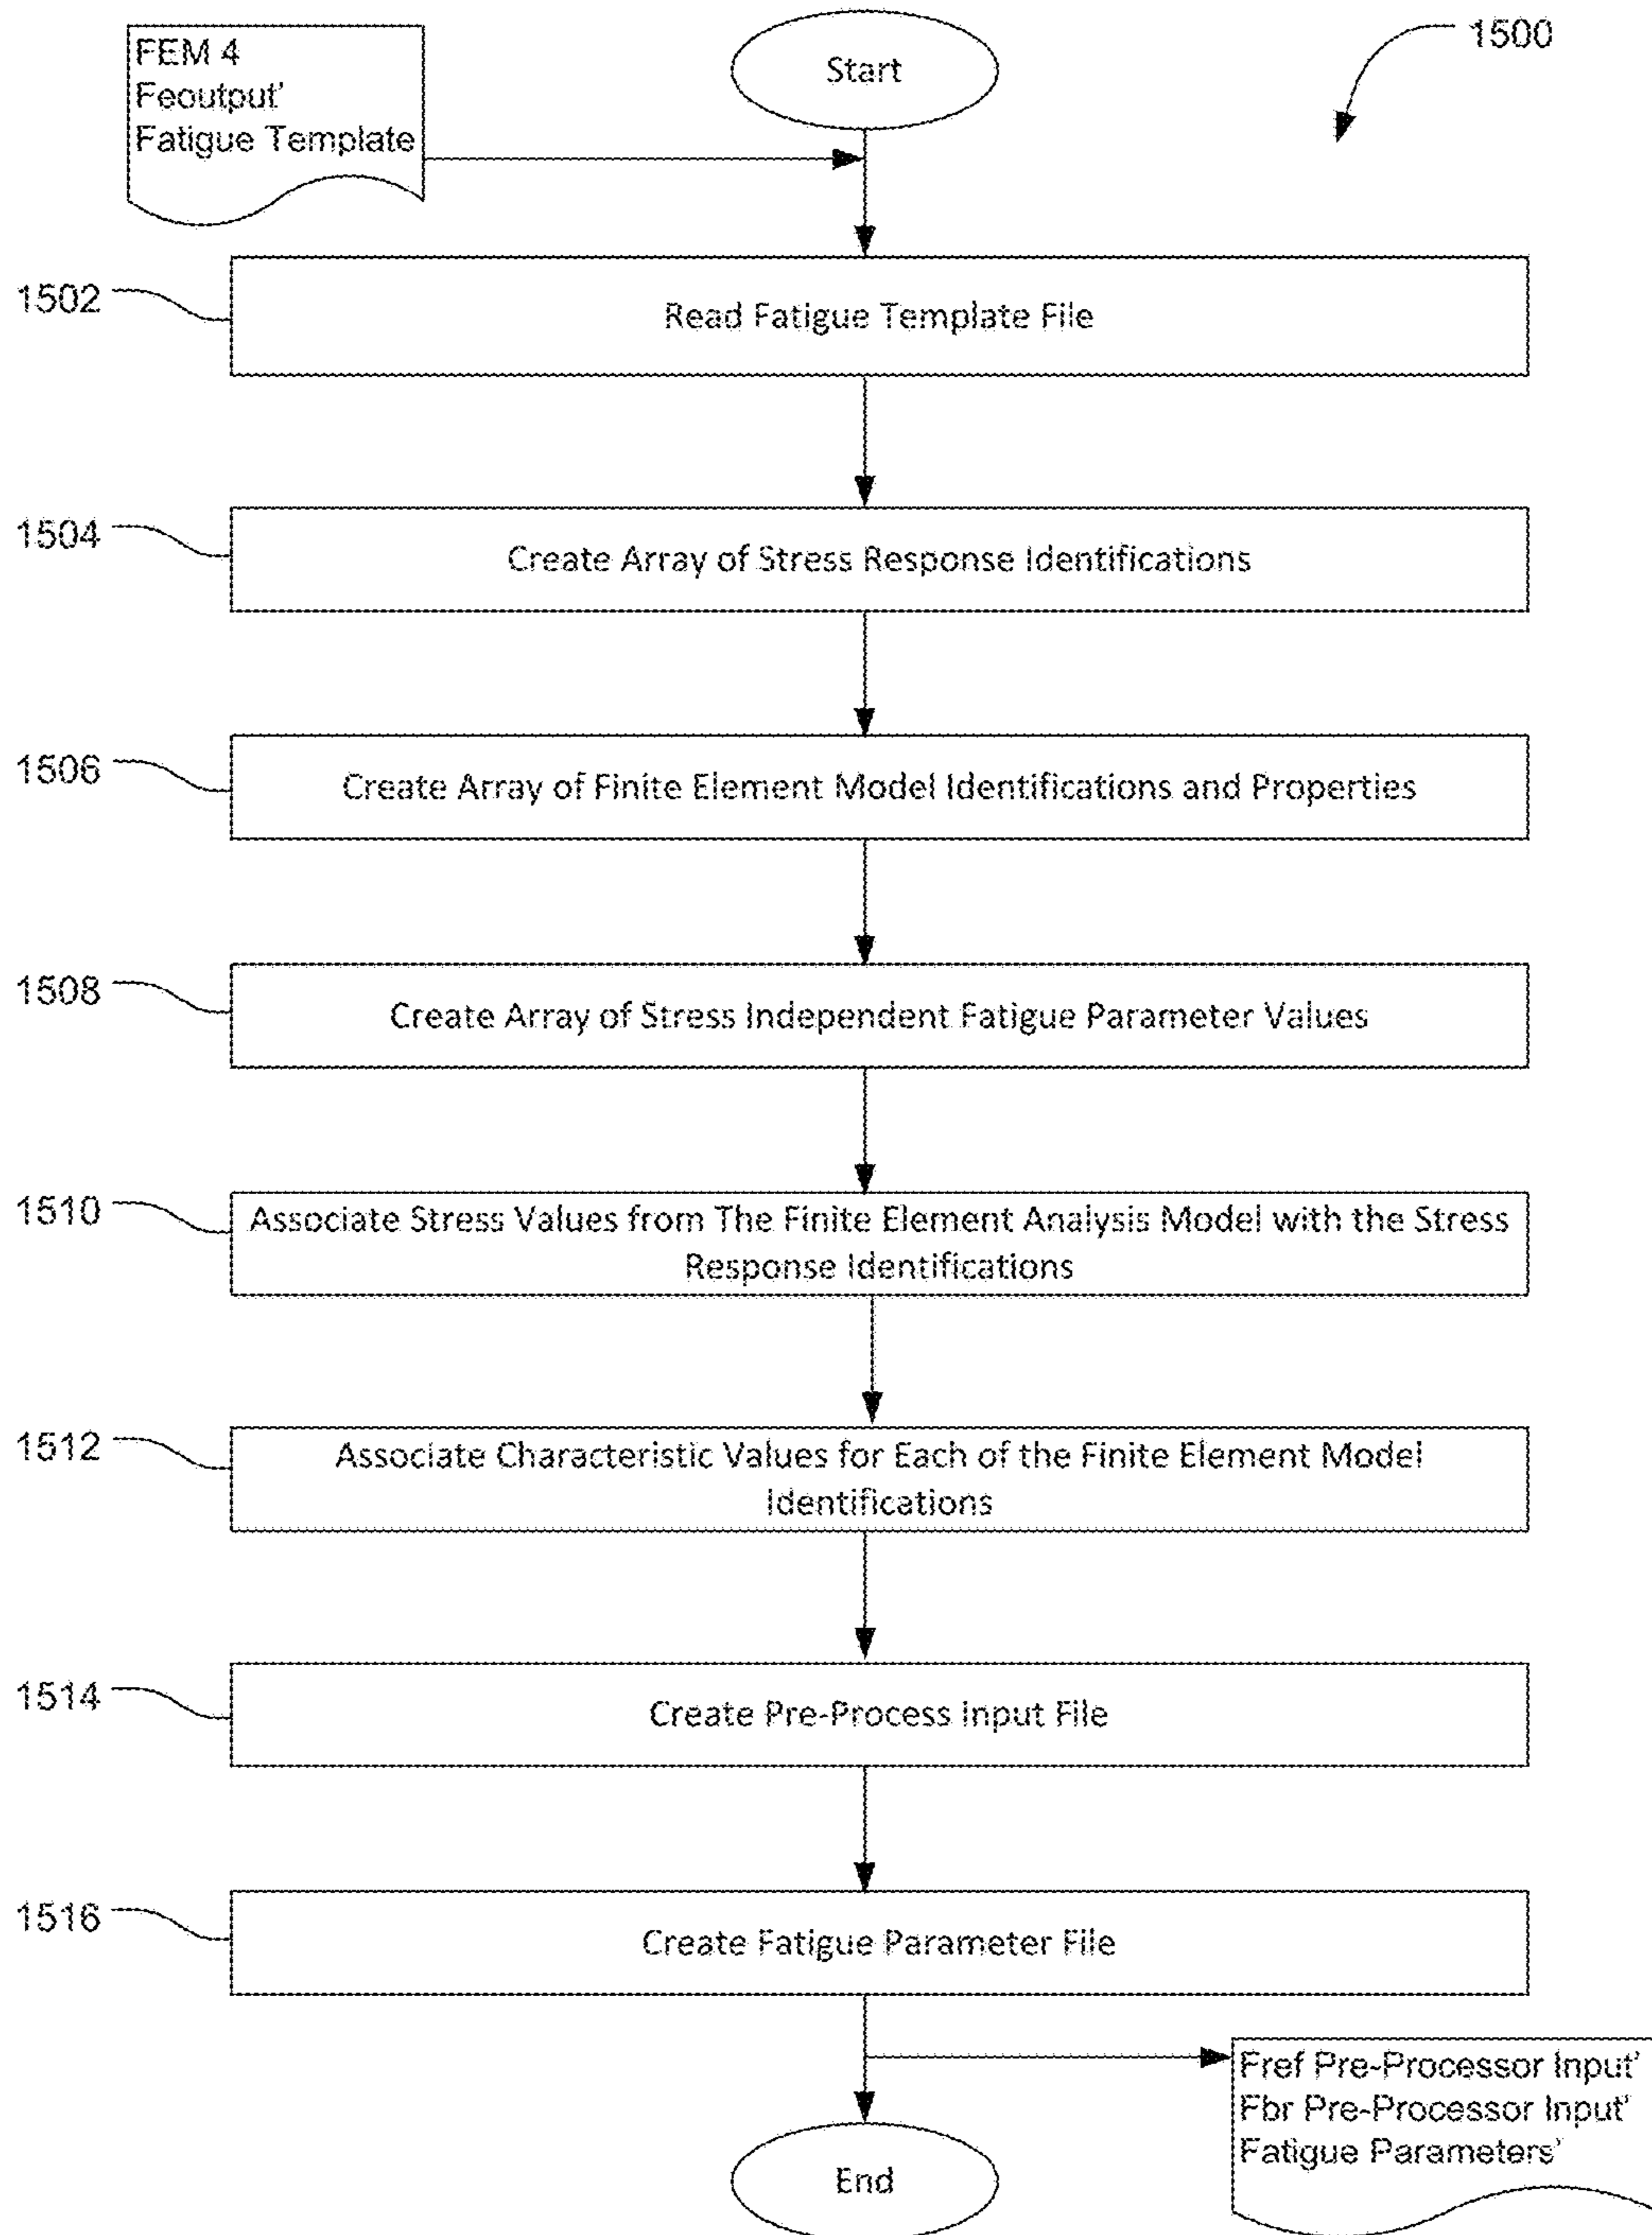 FEM 4
Feoutput'
Fatigue Template
Start
1500
1502
Read Fatigue Template File
1504
Create Array of Stress Response Identifications
1506
Create Array of Finite Element Model Identifications and Properties
1508
Create Array of Stress Independent Fatigue Parameter Values
1510
Associate Stress Values from The Finite Element Analysis Model with the Stress
Response Identifications
1512
Associate Characteristic Values for Each of the Finite Element Model
Identifications
1514
Create Pre-Process Input File
1516
Create Fatigue Parameter File
Fref Pre-Processor Input'
Fbr Pre-Processor Input'
Fatigue Parameters'
End